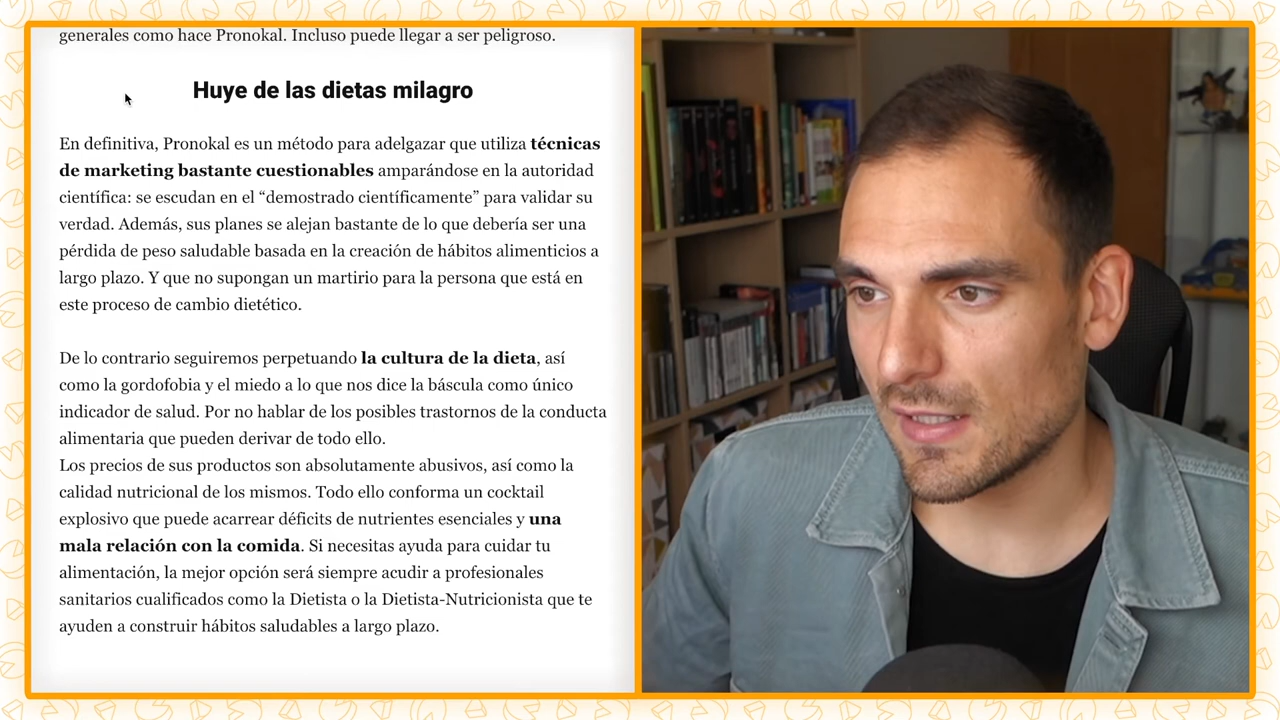 generales como hace Pronokal. Incluso puede llegar a ser peligroso.
Huye de las dietas milagro
En definitiva, Pronokal es un método para adelgazar que utiliza técnicas
de marketing bastante cuestionables amparándose en la autoridad
científica: se escudan en el “demostrado científicamente” para validar su
verdad. Además, sus planes se alejan bastante de lo que debería ser una
pérdida de peso saludable basada en la creación de hábitos alimenticios a
largo plazo. Y que no supongan un martirio para la persona que está en
este proceso de cambio dietético.
De lo contrario seguiremos perpetuando la cultura de la dieta, así
como la gordofobia y el miedo a lo que nos dice la báscula como único
indicador de salud. Por no hablar de los posibles trastornos de la conducta
alimentaria que pueden derivar de todo ello.
Los precios de sus productos son absolutamente abusivos, así como la
calidad nutricional de los mismos. Todo ello conforma un cocktail
explosivo que puede acarrear déficits de nutrientes esenciales y una
mala relación con la comida. Si necesitas ayuda para cuidar tu
alimentación, la mejor opción será siempre acudir a profesionales
sanitarios cualificados como la Dietista o la Dietista-Nutricionista que te
ayuden a construir hábitos saludables a largo plazo.